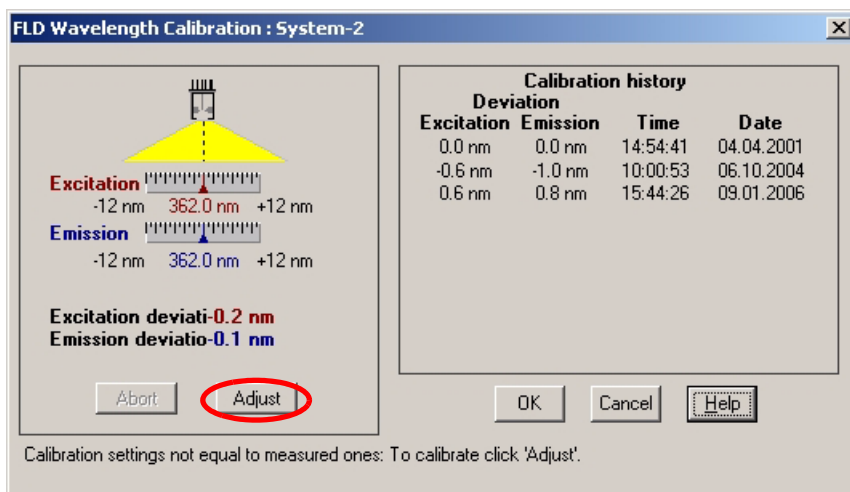 FLD Wavelength Calibration : System-2
Excitation
-12 nm 362.0 nm +12 nm
Emission
-12 nm 362.0 nm +12 nm
Excitation deviati-0.2 nm
Emission deviatio-0.1 nm
Abort Adjust
Calibration history
Deviation
Excitation Emission Time Date
0.0 nm 0.0 nm 14:54:41 04.04.2001
-0.6 nm -1.0 nm 10:00:53 06.10.2004
0.6 nm 0.8 nm 15:44:26 09.01.2006
OK Cancel Help
Calibration settings not equal to measured ones: To calibrate click 'Adjust'.